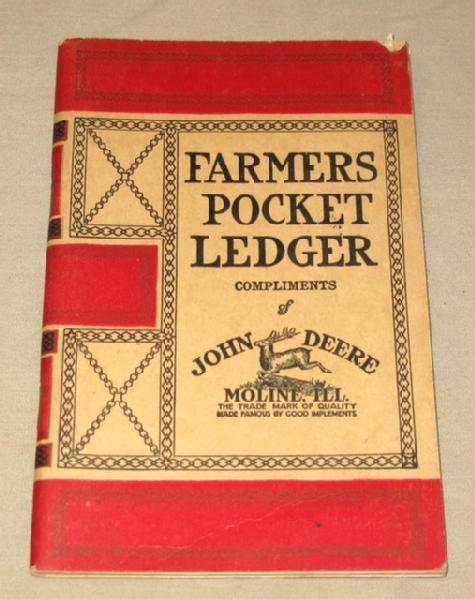 FARMERS
POCKET
LEDGER
COMPLIMENTS
of
JOHN DEERE
MOLINE, ILL.
THE TRADE MARK OF QUALITY
MADE FAMOUS BY GOOD IMPLEMENTS